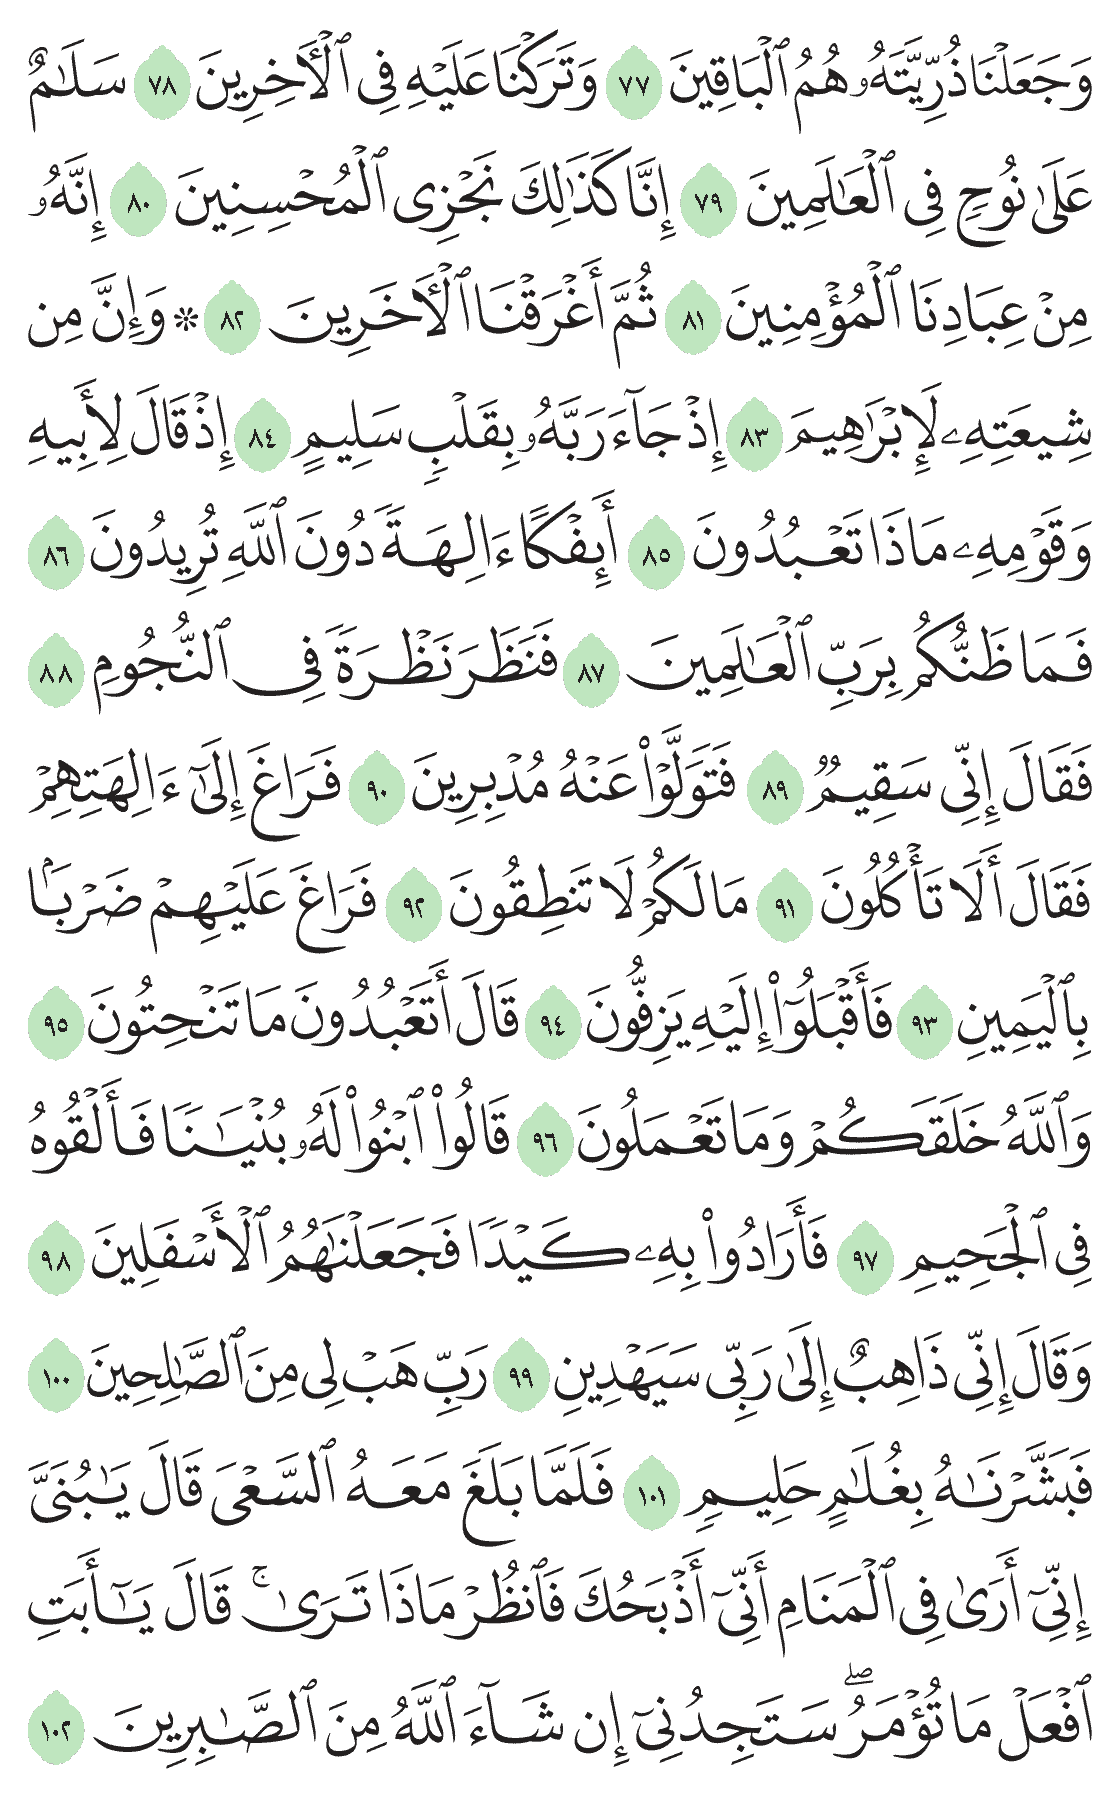 وَجَعَلۡنَا ذُرِّيَّتَهُۥ هُمُ ٱلۡبَاقِينَ ٧٧ وَتَرَكۡنَا عَلَيۡهِ فِي ٱلۡأٓخِرِينَ ٧٨ سَلَٰمٌ
عَلَىٰ نُوحٖ فِي ٱلۡعَٰلَمِينَ ٧٩ إِنَّا كَذَٰلِكَ نَجۡزِي ٱلۡمُحۡسِنِينَ ٨٠ إِنَّهُۥ
مِنۡ عِبَادِنَا ٱلۡمُؤۡمِنِينَ ٨١ ثُمَّ أَغۡرَقۡنَا ٱلۡأٓخَرِينَ ٨٢ ۞ وَإِنَّ مِن
شِيعَتِهِۦ لَإِبۡرَٰهِيمَ ٨٣ إِذۡ جَآءَ رَبَّهُۥ بِقَلۡبٖ سَلِيمٍ ٨٤ إِذۡ قَالَ لِأَبِيهِ
وَقَوۡمِهِۦ مَاذَا تَعۡبُدُونَ ٨٥ أَئِفۡكًا ءَالِهَةٗ دُونَ ٱللَّهِ تُرِيدُونَ ٨٦
فَمَا ظَنُّكُم بِرَبِّ ٱلۡعَٰلَمِينَ ٨٧ فَنَظَرَ نَظۡرَةٗ فِي ٱلنُّجُومِ ٨٨
فَقَالَ إِنِّي سَقِيمٞ ٨٩ فَتَوَلَّوۡاْ عَنۡهُ مُدۡبِرِينَ ٩٠ فَرَاغَ إِلَىٰٓ ءَالِهَتِهِمۡ
فَقَالَ أَلَا تَأۡكُلُونَ ٩١ مَا لَكُمۡ لَا تَنطِقُونَ ٩٢ فَرَاغَ عَلَيۡهِمۡ ضَرۡبَۢا
بِٱلۡيَمِينِ ٩٣ فَأَقۡبَلُوٓاْ إِلَيۡهِ يَزِفُّونَ ٩٤ قَالَ أَتَعۡبُدُونَ مَا تَنۡحِتُونَ ٩٥
وَٱللَّهُ خَلَقَكُمۡ وَمَا تَعۡمَلُونَ ٩٦ قَالُواْ ٱبۡنُواْ لَهُۥ بُنۡيَٰنٗا فَأَلۡقُوهُ
فِي ٱلۡجَحِيمِ ٩٧ فَأَرَادُواْ بِهِۦ كَيۡدٗا فَجَعَلۡنَٰهُمُ ٱلۡأَسۡفَلِينَ ٩٨
وَقَالَ إِنِّي ذَاهِبٌ إِلَىٰ رَبِّي سَيَهۡدِينِ ٩٩ رَبِّ هَبۡ لِي مِنَ ٱلصَّٰلِحِينَ ١٠٠
فَبَشَّرۡنَٰهُ بِغُلَٰمٍ حَلِيمٖ ١٠١ فَلَمَّا بَلَغَ مَعَهُ ٱلسَّعۡيَ قَالَ يَٰبُنَيَّ
إِنِّيٓ أَرَىٰ فِي ٱلۡمَنَامِ أَنِّيٓ أَذۡبَحُكَ فَٱنظُرۡ مَاذَا تَرَىٰۚ قَالَ يَٰٓأَبَتِ
ٱفۡعَلۡ مَا تُؤۡمَرُۖ سَتَجِدُنِيٓ إِن شَآءَ ٱللَّهُ مِنَ ٱلصَّٰبِرِينَ ١٠٢